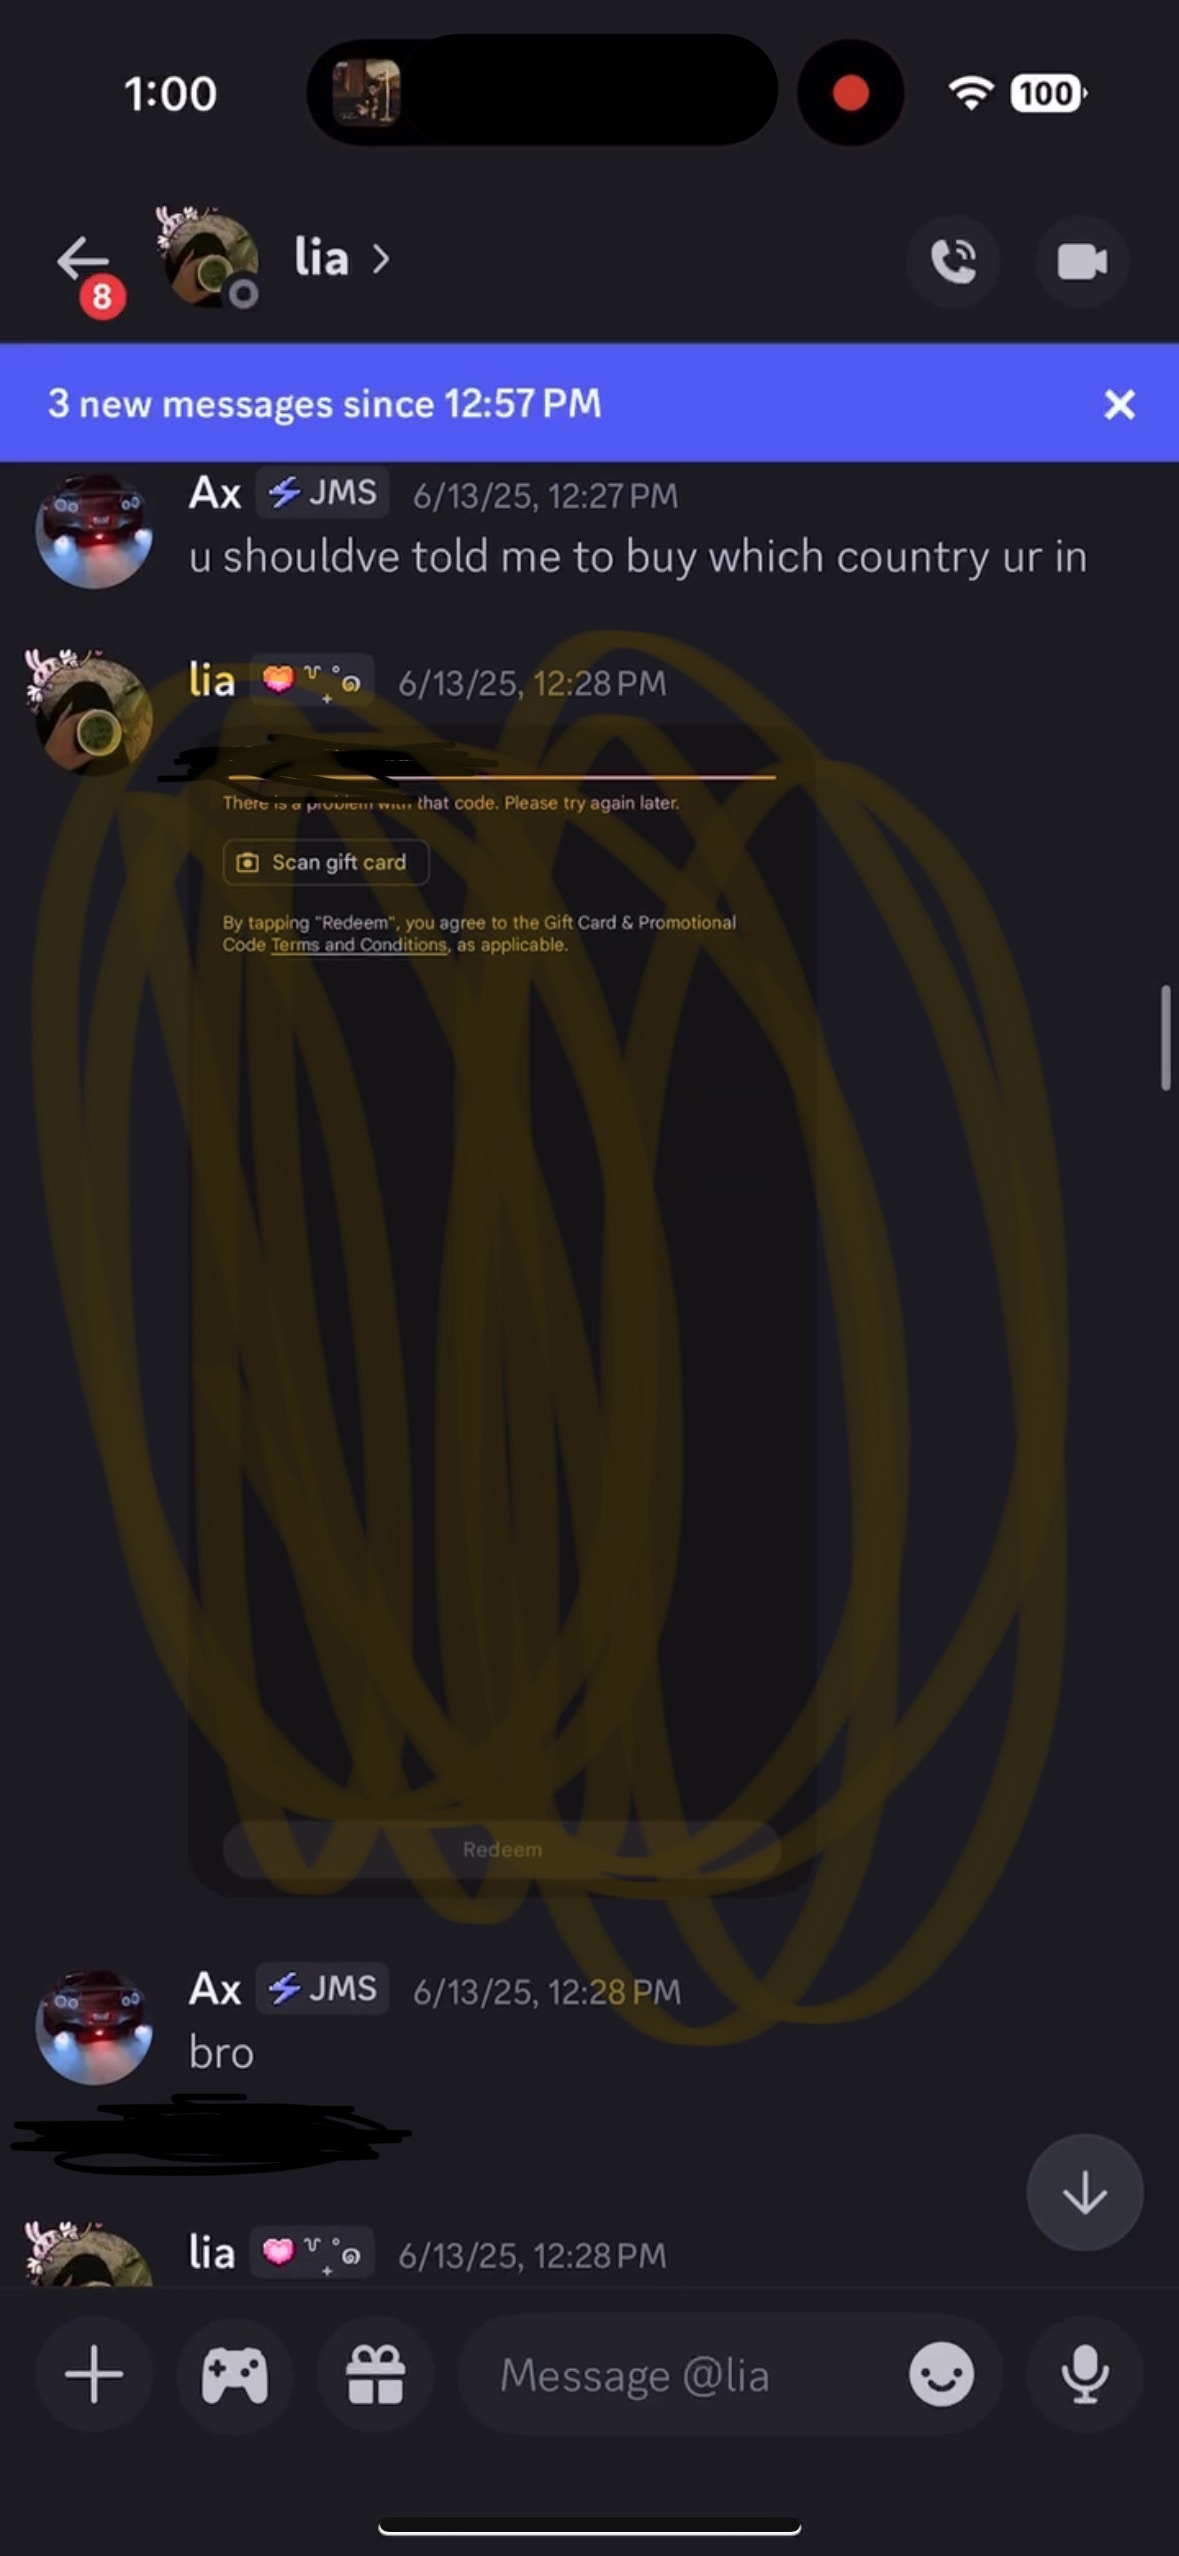 1:00
100
8
lia
3 new messages since 12:57 PM
Ax JMS 6/13/25, 12:27 PM
u shouldve told me to buy which country ur in
lia 6/13/25, 12:28 PM
There is a problem with that code. Please try again later.
Scan gift card
By tapping "Redeem", you agree to the Gift Card & Promotional
Code Terms and Conditions, as applicable.
Redeem
Ax JMS 6/13/25, 12:28 PM
bro
lia 6/13/25, 12:28 PM
Message @lia